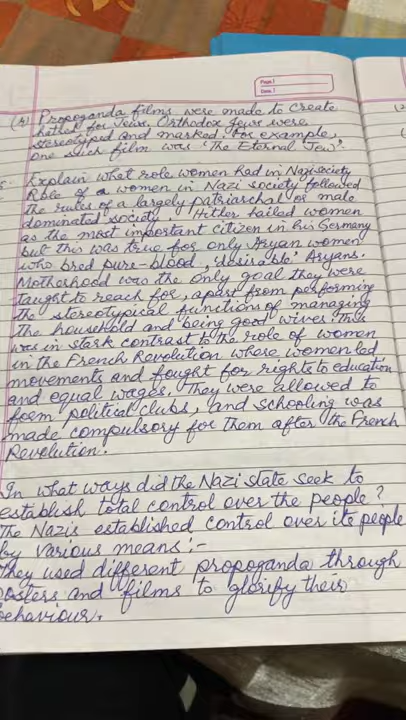 Page:
Date:
(4) Propoganda films were made to create
hatred for Jews. Orthodox Jews were
stereotyped and marked. For example,
one such film was 'The Eternal Jew'.
Explain what role women had in Nazi society
Role of a women in Nazi society followed
the rules of a largely patriarchal or male
dominated society. Hitler hailed women
as the most important citizen in his Germany
but this was true for only Aryan women
who bred pure-blood, 'desirable' Aryans.
Motherhood was the only goal they were
taught to reach for, apart from performing
the stereotypical functions of managing
the household and being good wives. This
was in stark contrast to the role of women
in the French Revolution where women led
movements and fought for rights to education
and equal wages. They were allowed to
form political clubs, and schooling was
made compulsory for them after the French
Revolution.
In what ways did the Nazi state seek to
establish total control over the people?
The Nazis established control over its people
by various means:-
They used different propoganda through
posters and films to glorify their
behaviour.